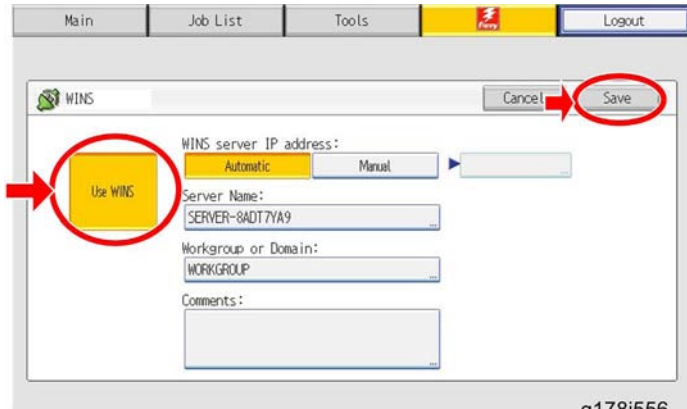 Main Job List Tools fiery Logout
WINS Cancel Save
WINS server IP address:
Automatic Manual
Use WINS
Server Name:
SERVER-8ADT7YA9
Workgroup or Domain:
WORKGROUP
Comments:
g178i556